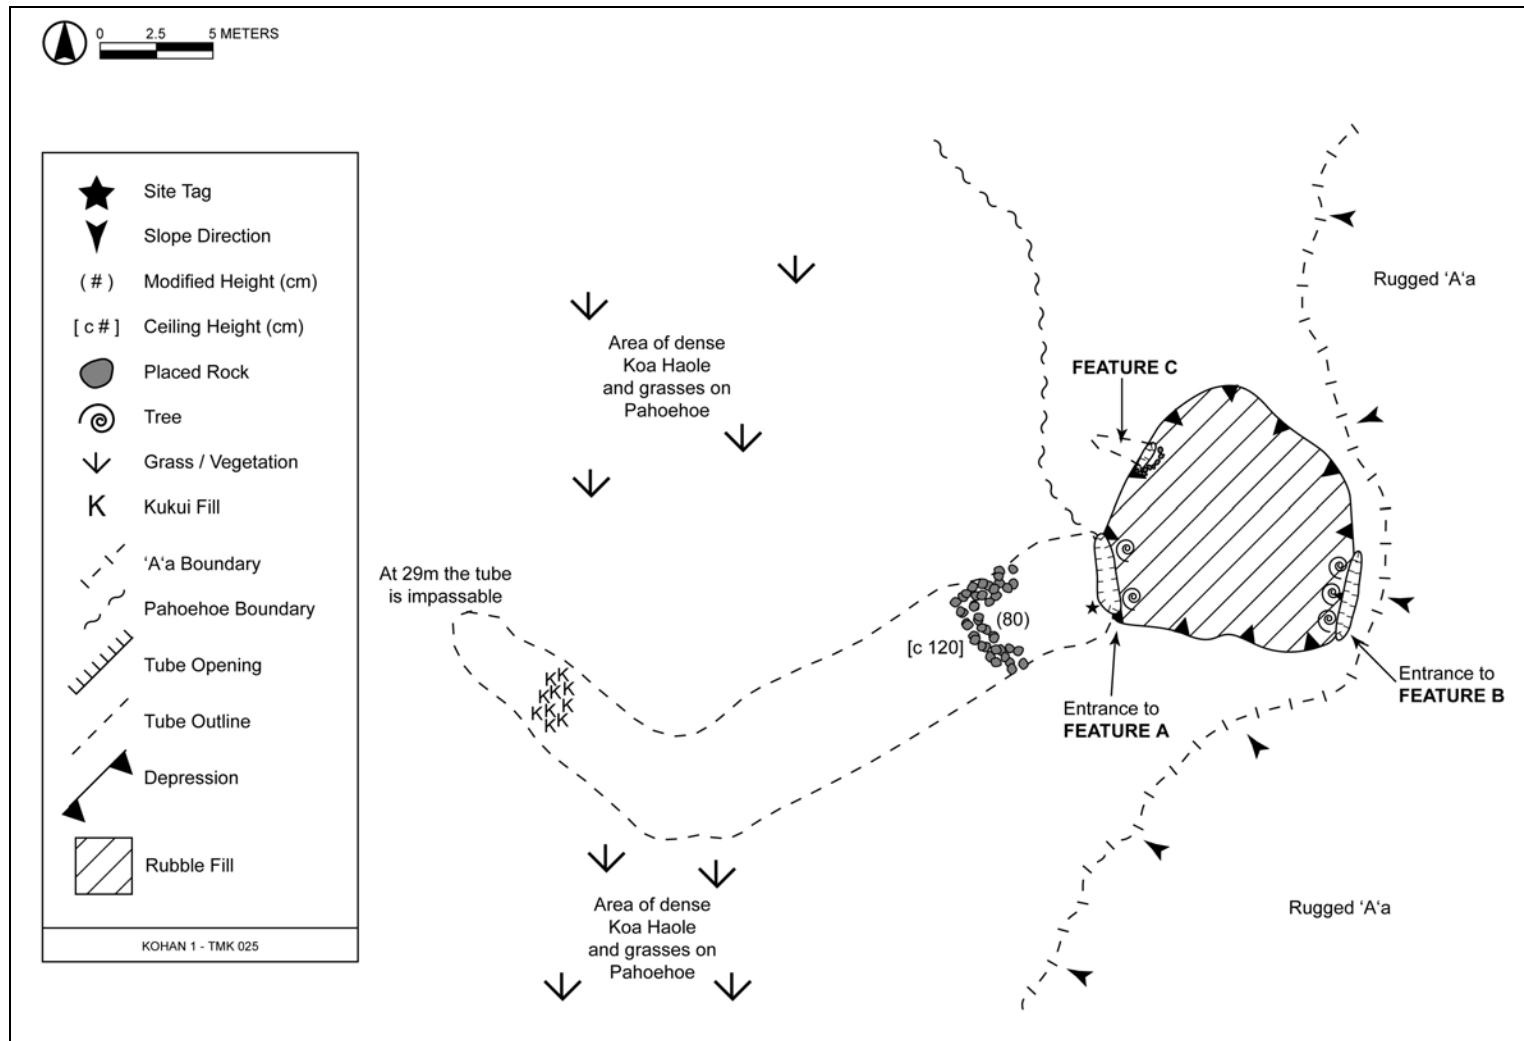 0 2.5 5 METERS
Site Tag
Slope Direction
( # ) Modified Height (cm)
[ c # ] Ceiling Height (cm)
Placed Rock
Tree
Grass / Vegetation
K Kukui Fill
‘A‘a Boundary
Pahoehoe Boundary
Tube Opening
Tube Outline
Depression
Rubble Fill
KOHAN 1 - TMK 025
Rugged ‘A‘a
Area of dense
Koa Haole
and grasses on
Pahoehoe
FEATURE C
At 29m the tube
is impassable
(80)
[c 120]
K K
K K K
K K K
K K
Entrance to
FEATURE A
Entrance to
FEATURE B
Area of dense
Koa Haole
and grasses on
Pahoehoe
Rugged ‘A‘a